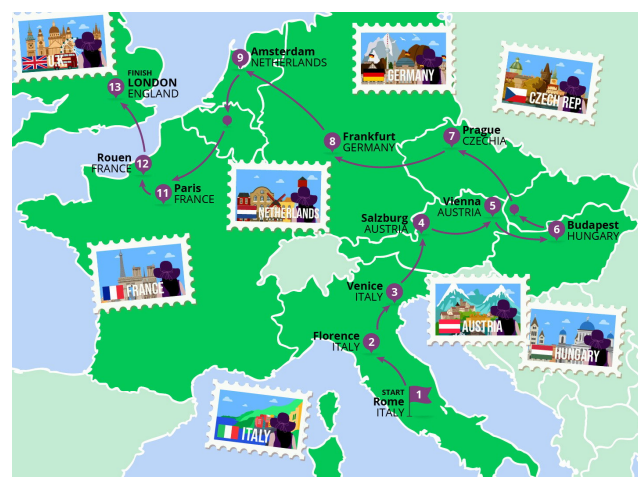 U.K.
FINISH
LONDON
ENGLAND
13
9
Amsterdam
NETHERLANDS
GERMANY
CZECH REP
Rouen
FRANCE
12
11
Paris
FRANCE
8
Frankfurt
GERMANY
7
Prague
CZECHIA
NETHERLANDS
Salzburg
AUSTRIA
4
Vienna
AUSTRIA
5
6
Budapest
HUNGARY
FRANCE
Venice
ITALY
3
Florence
ITALY
2
AUSTRIA
HUNGARY
START
Rome
ITALY
1
ITALY